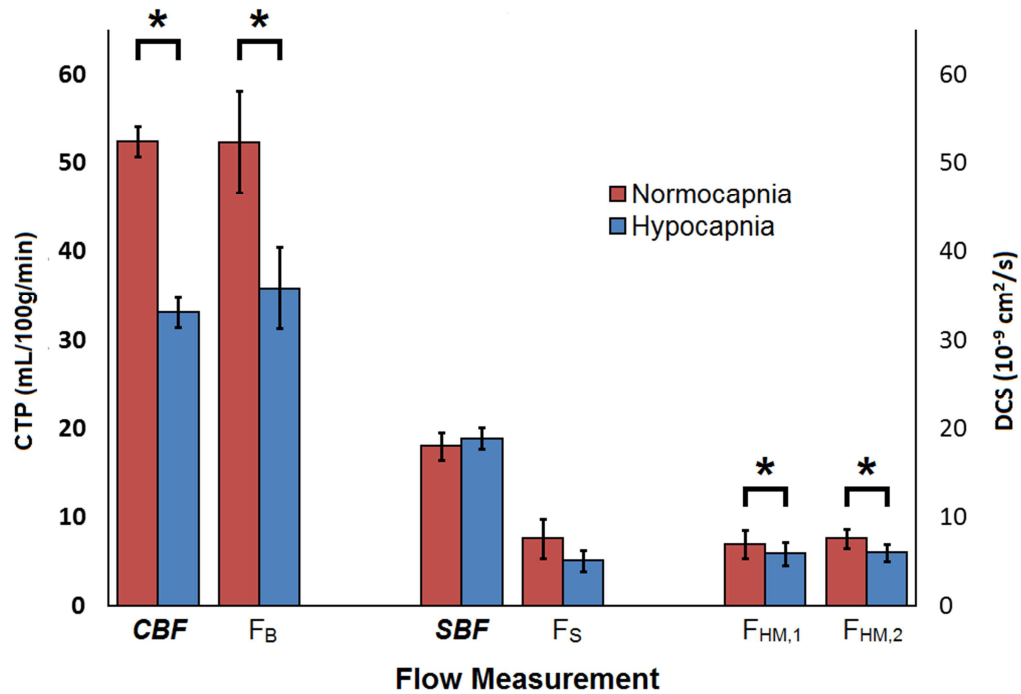 * * 
60 60
50 50
Normocapnia
Hypocapnia
40 40
CTP (mL/100g/min)
DCS (10⁻⁹ cm²/s)
30 30
20 20
* *
10 10
0 0
CBF F_B SBF F_S F_HM,1 F_HM,2
Flow Measurement